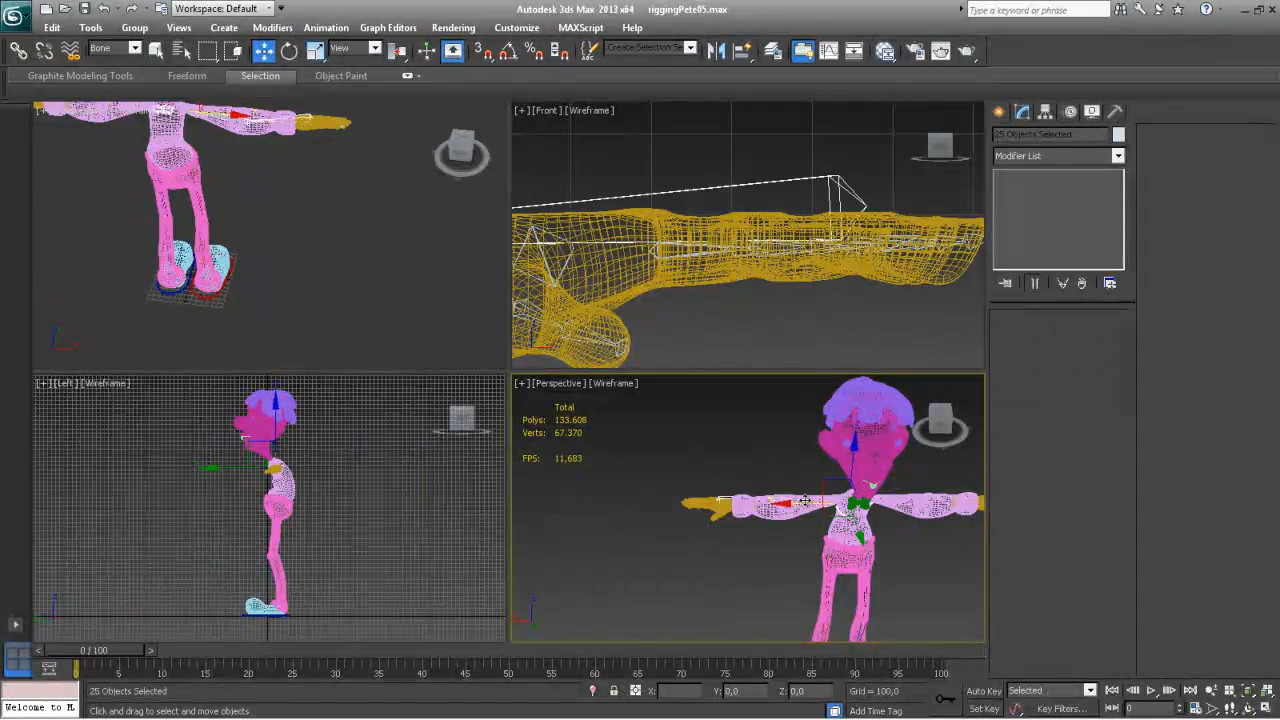 Workspace: Default
Autodesk 3ds Max 2013 x64
riggingPete05.max
Type a keyword or phrase
Edit
Tools
Group
Views
Create
Modifiers
Animation
Graph Editors
Rendering
Customize
MAXScript
Help
Bone
View
Create Selection Se
Graphite Modeling Tools
Freeform
Selection
Object Paint
[+] [Front] [Wireframe]
25 Objects Selected
Modifier List
[+] [Left] [Wireframe]
[+] [Perspective] [Wireframe]
Total
Polys: 133.608
Verts: 67.370
FPS: 11,683
0 / 100
5 10 15 20 25 30 35 40 45 50 55 60 65 70 75 80 85 90 95 100
25 Objects Selected
X:
Y: 0,0
Z: 0,0
Grid = 100,0
Auto Key
Selected
Welcome to M
Click and drag to select and move objects
Add Time Tag
Set Key
Key Filters...
0